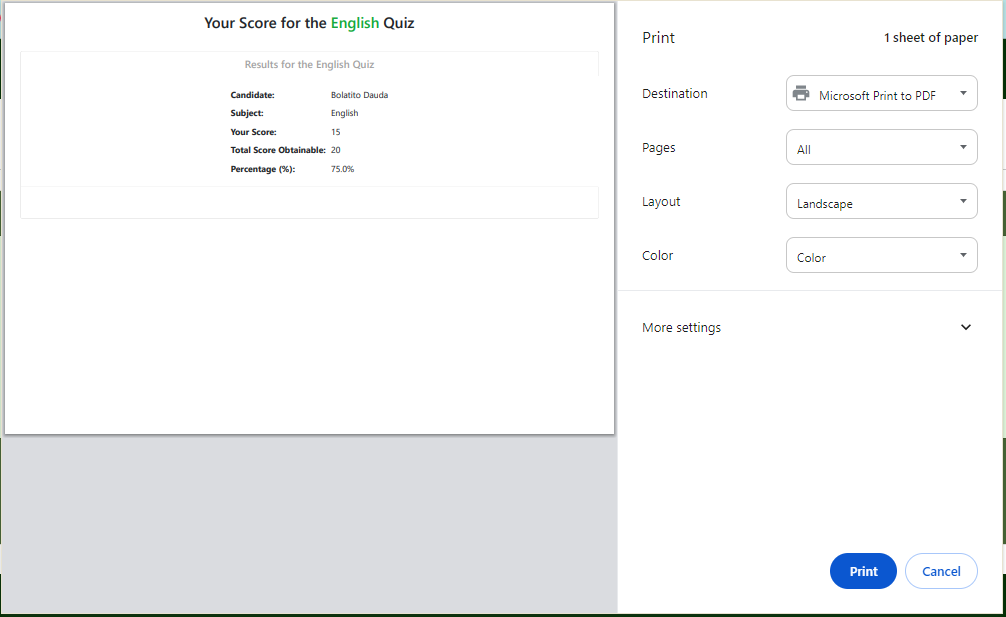 Your Score for the English Quiz
Results for the English Quiz
Candidate: Bolatito Dauda
Subject: English
Your Score: 15
Total Score Obtainable: 20
Percentage (%): 75.0%
Print 1 sheet of paper
Destination Microsoft Print to PDF
Pages All
Layout Landscape
Color Color
More settings
Print Cancel